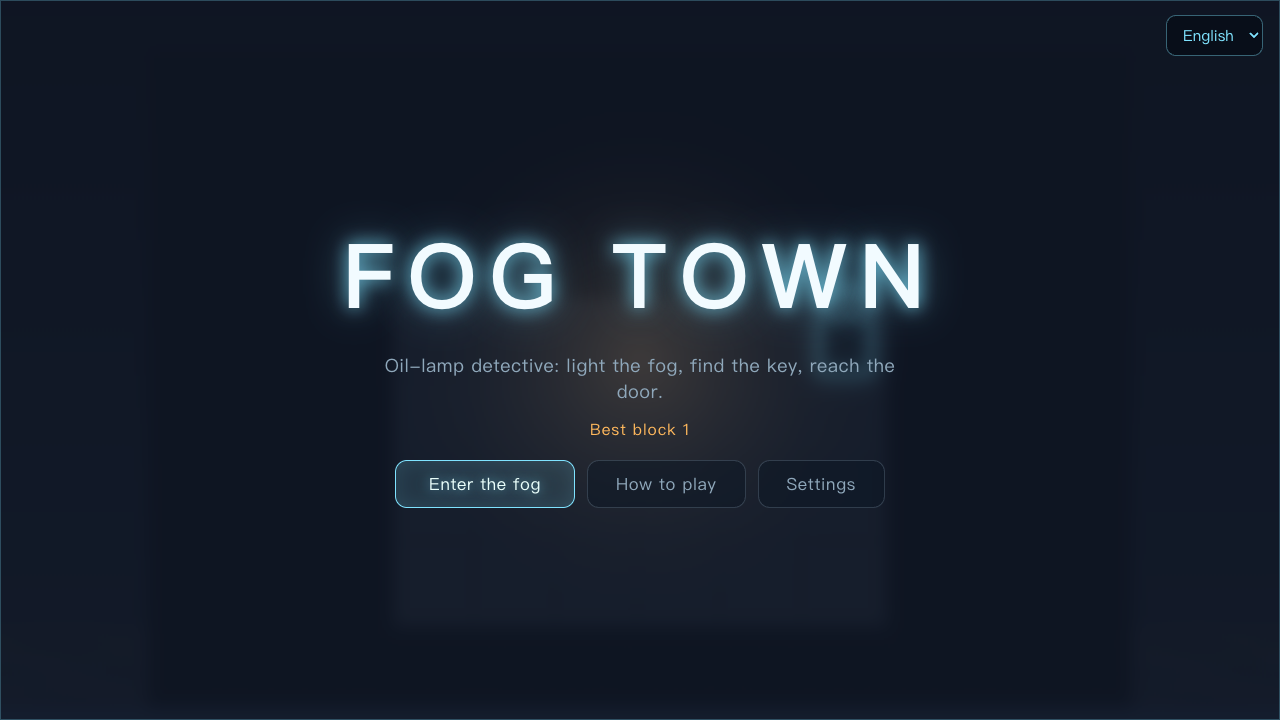 English
FOG TOWN
Oil-lamp detective: light the fog, find the key, reach the
door.
Best block 1
Enter the fog
How to play
Settings